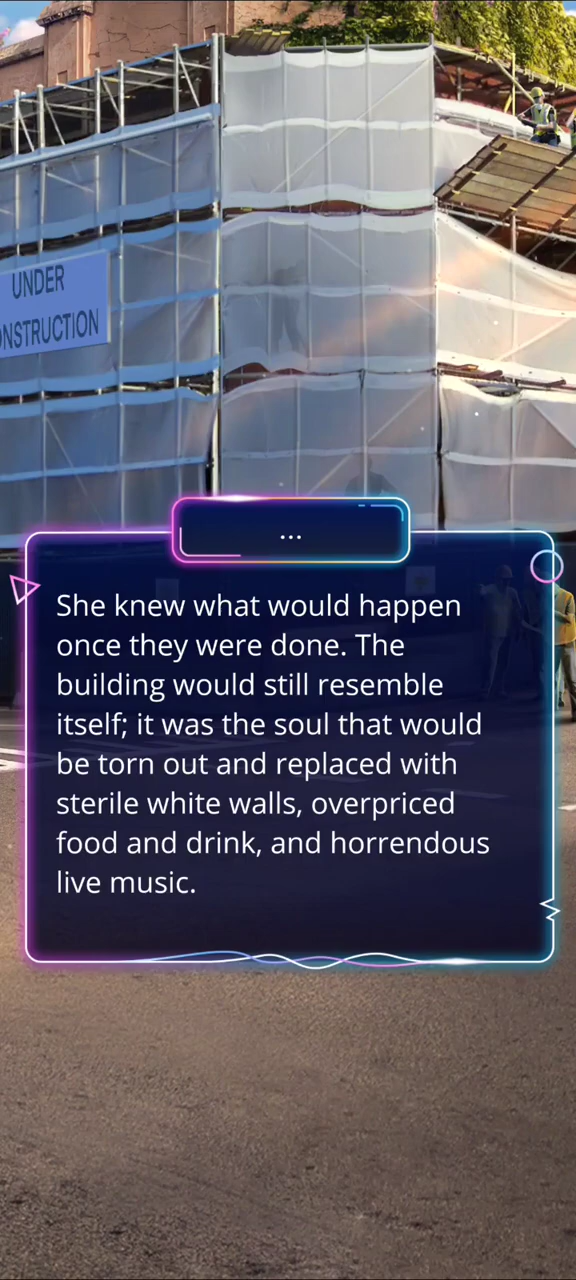 UNDER
ONSTRUCTION
...
She knew what would happen
once they were done. The
building would still resemble
itself; it was the soul that would
be torn out and replaced with
sterile white walls, overpriced
food and drink, and horrendous
live music.